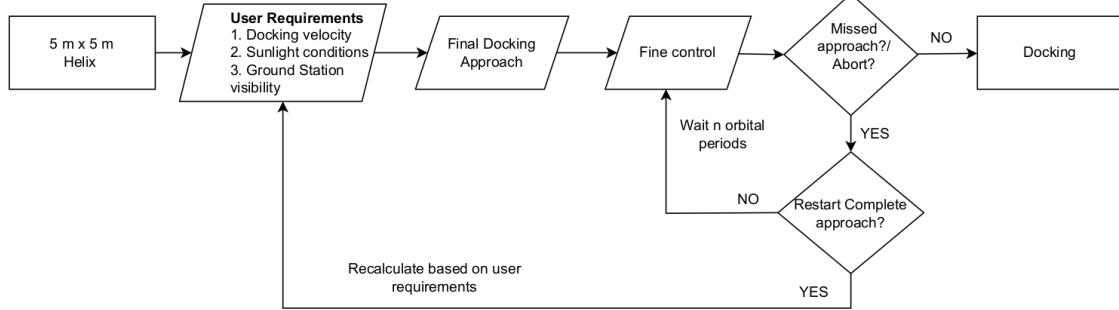 5 m x 5 m
Helix
User Requirements
1. Docking velocity
2. Sunlight conditions
3. Ground Station
visibility
Final Docking
Approach
Fine control
Missed
approach?/
Abort?
NO
Docking
Wait n orbital
periods
YES
NO
Restart Complete
approach?
Recalculate based on user
requirements
YES